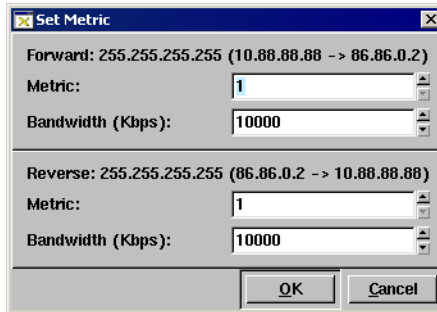 Set Metric
Forward: 255.255.255.255 (10.88.88.88 -> 86.86.0.2)
Metric: 1
Bandwidth (Kbps): 10000
Reverse: 255.255.255.255 (86.86.0.2 -> 10.88.88.88)
Metric: 1
Bandwidth (Kbps): 10000
OK Cancel